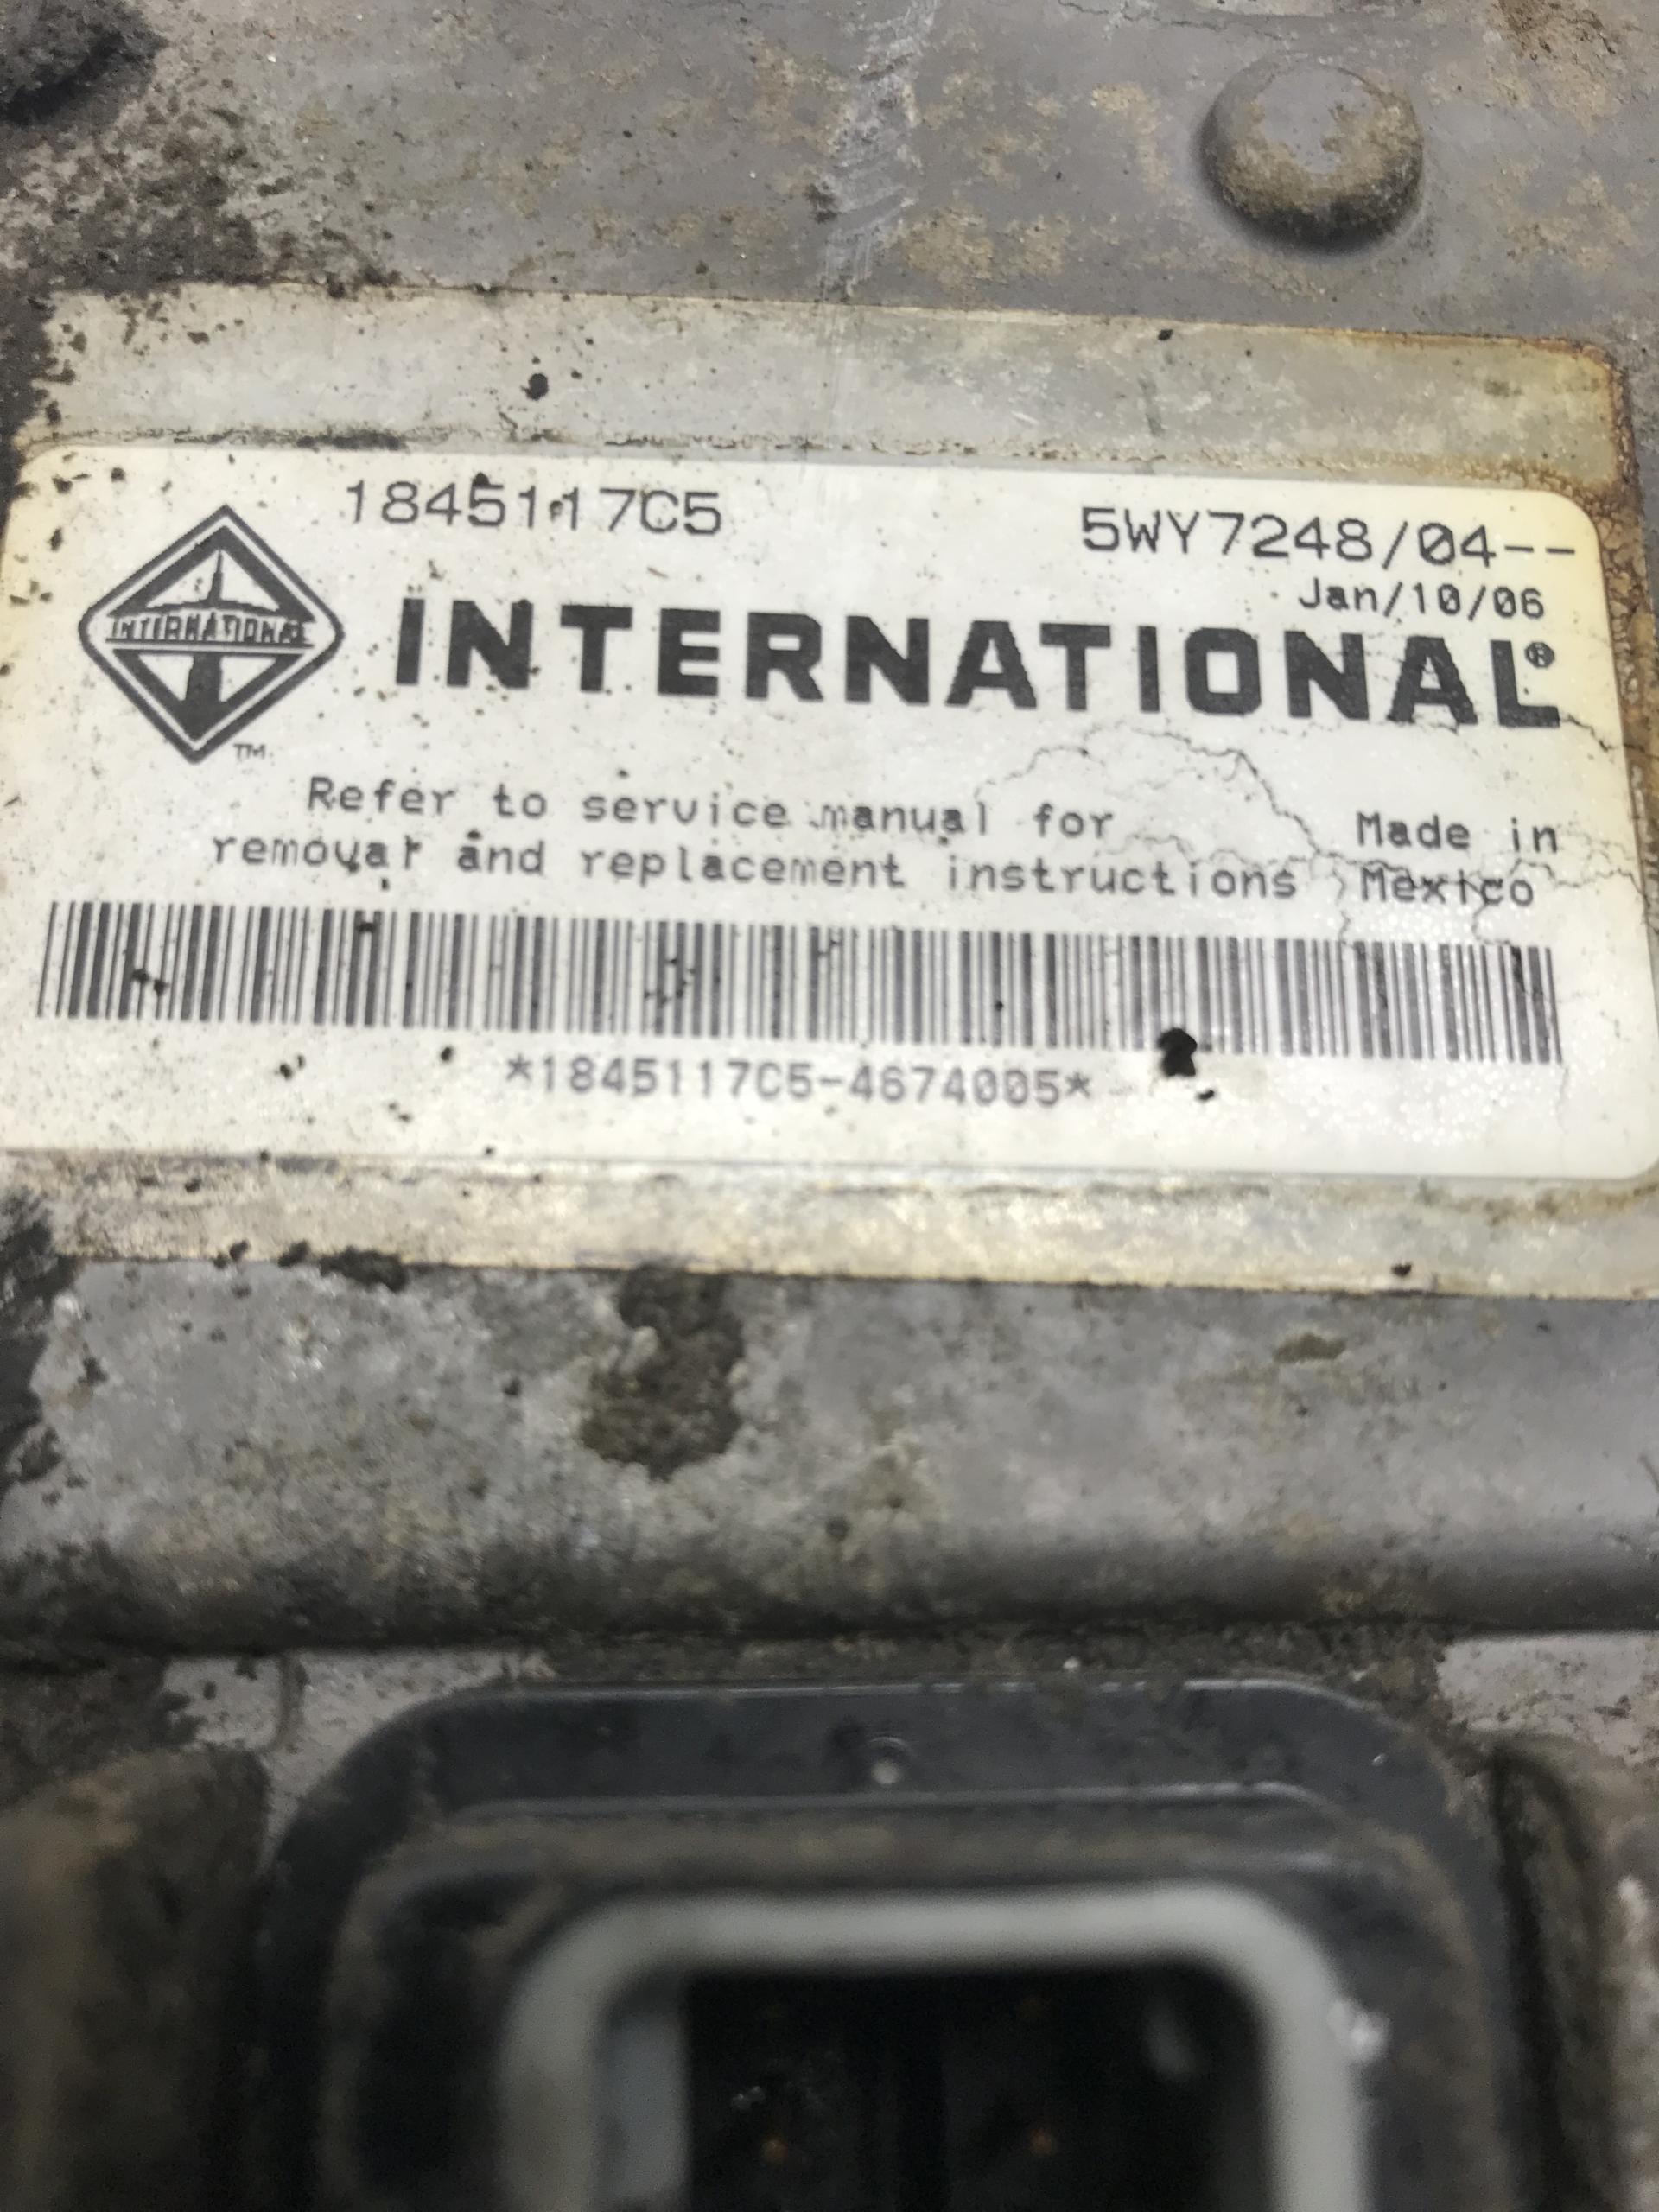 1845117C5
5WY7248/04--
Jan/10/06
INTERNATIONAL
INTERNATIONAL®
TM
Refer to service manual for
removal and replacement instructions
Made in
Mexico
*1845117C5-4674005*